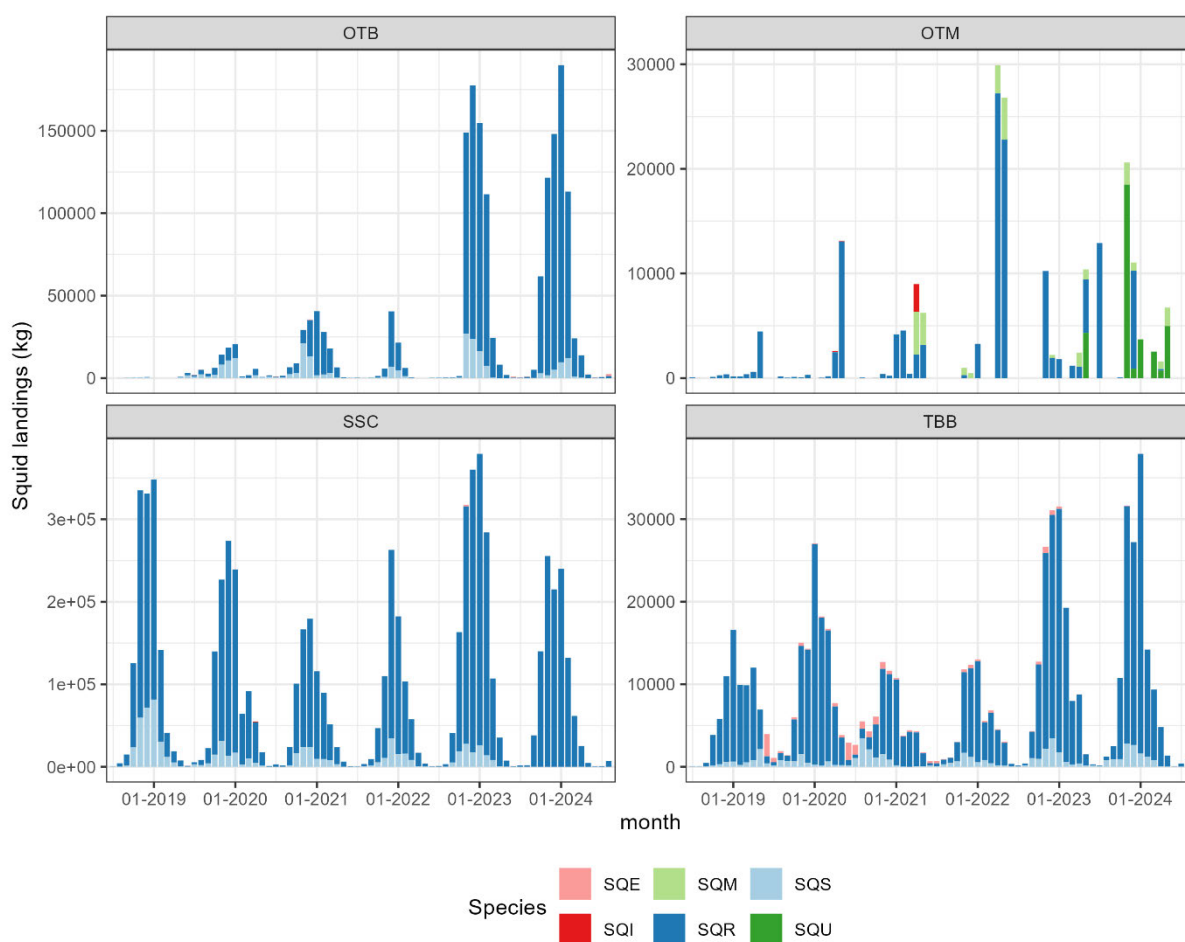 OTB
OTM
150000
100000
50000
0
30000
20000
10000
0
SSC
TBB
3e+05
2e+05
1e+05
0e+00
30000
20000
10000
0
Squid landings (kg)
01-2019 01-2020 01-2021 01-2022 01-2023 01-2024
01-2019 01-2020 01-2021 01-2022 01-2023 01-2024
month
Species
SQE SQM SQS
SQI SQR SQU